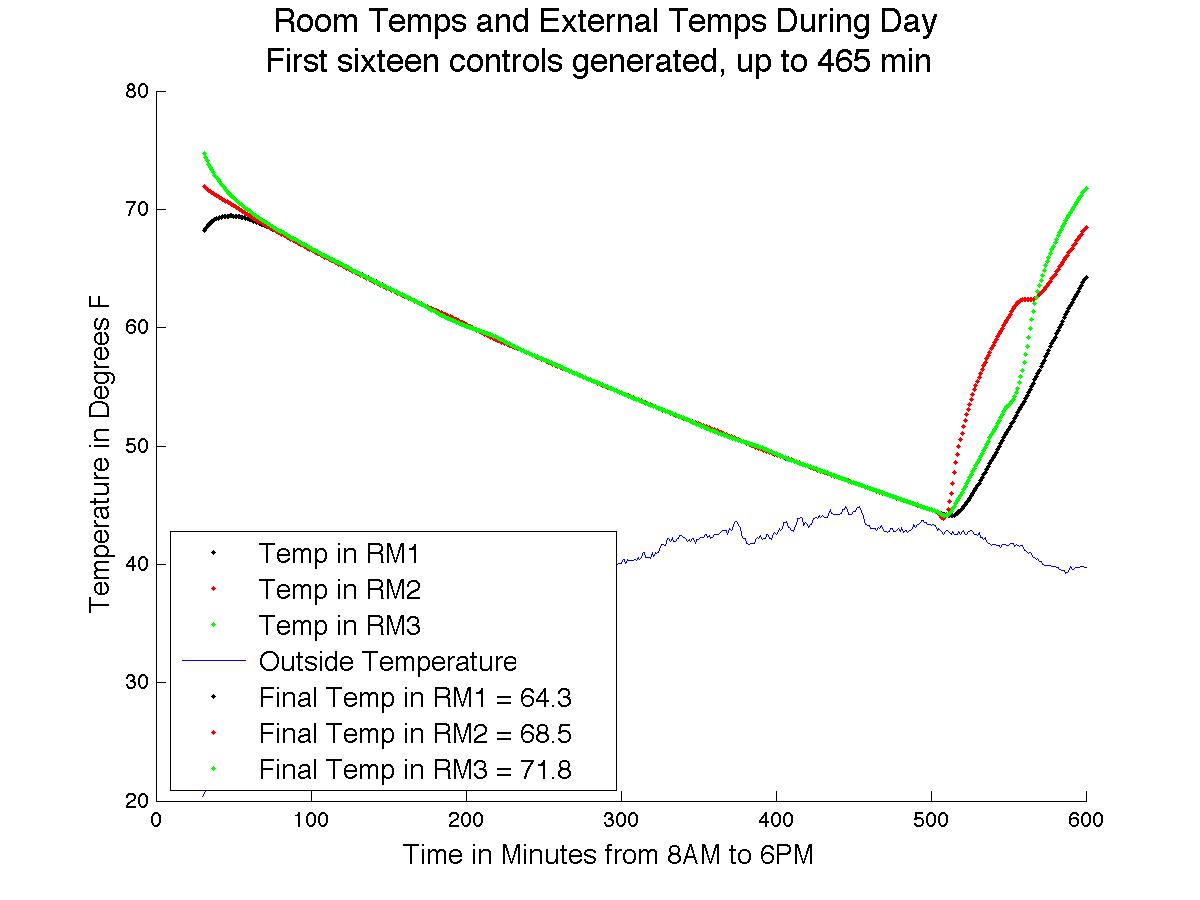 Room Temps and External Temps During Day
First sixteen controls generated, up to 465 min
80
70
60
50
40
30
20
Temperature in Degrees F
Temp in RM1
Temp in RM2
Temp in RM3
Outside Temperature
Final Temp in RM1 = 64.3
Final Temp in RM2 = 68.5
Final Temp in RM3 = 71.8
0 100 200 300 400 500 600
Time in Minutes from 8AM to 6PM